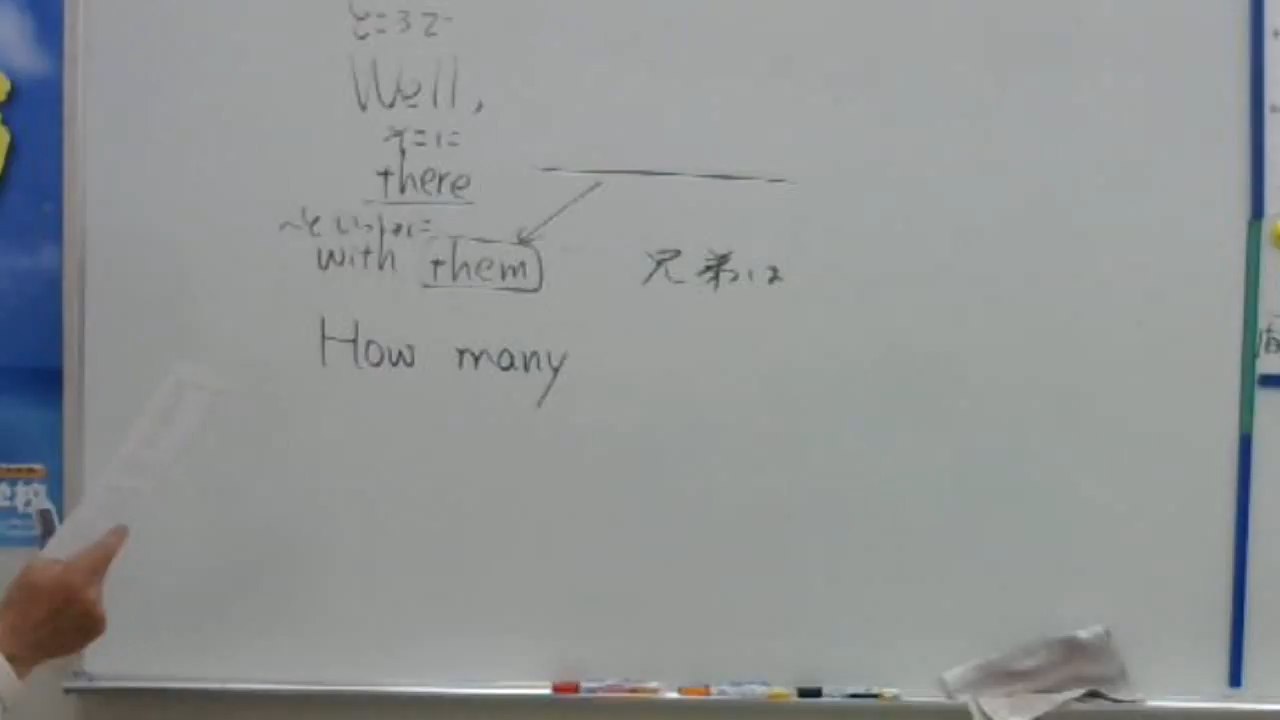 ところで
Well,
そこに
there
~といっしょに
with them
兄弟は
How many